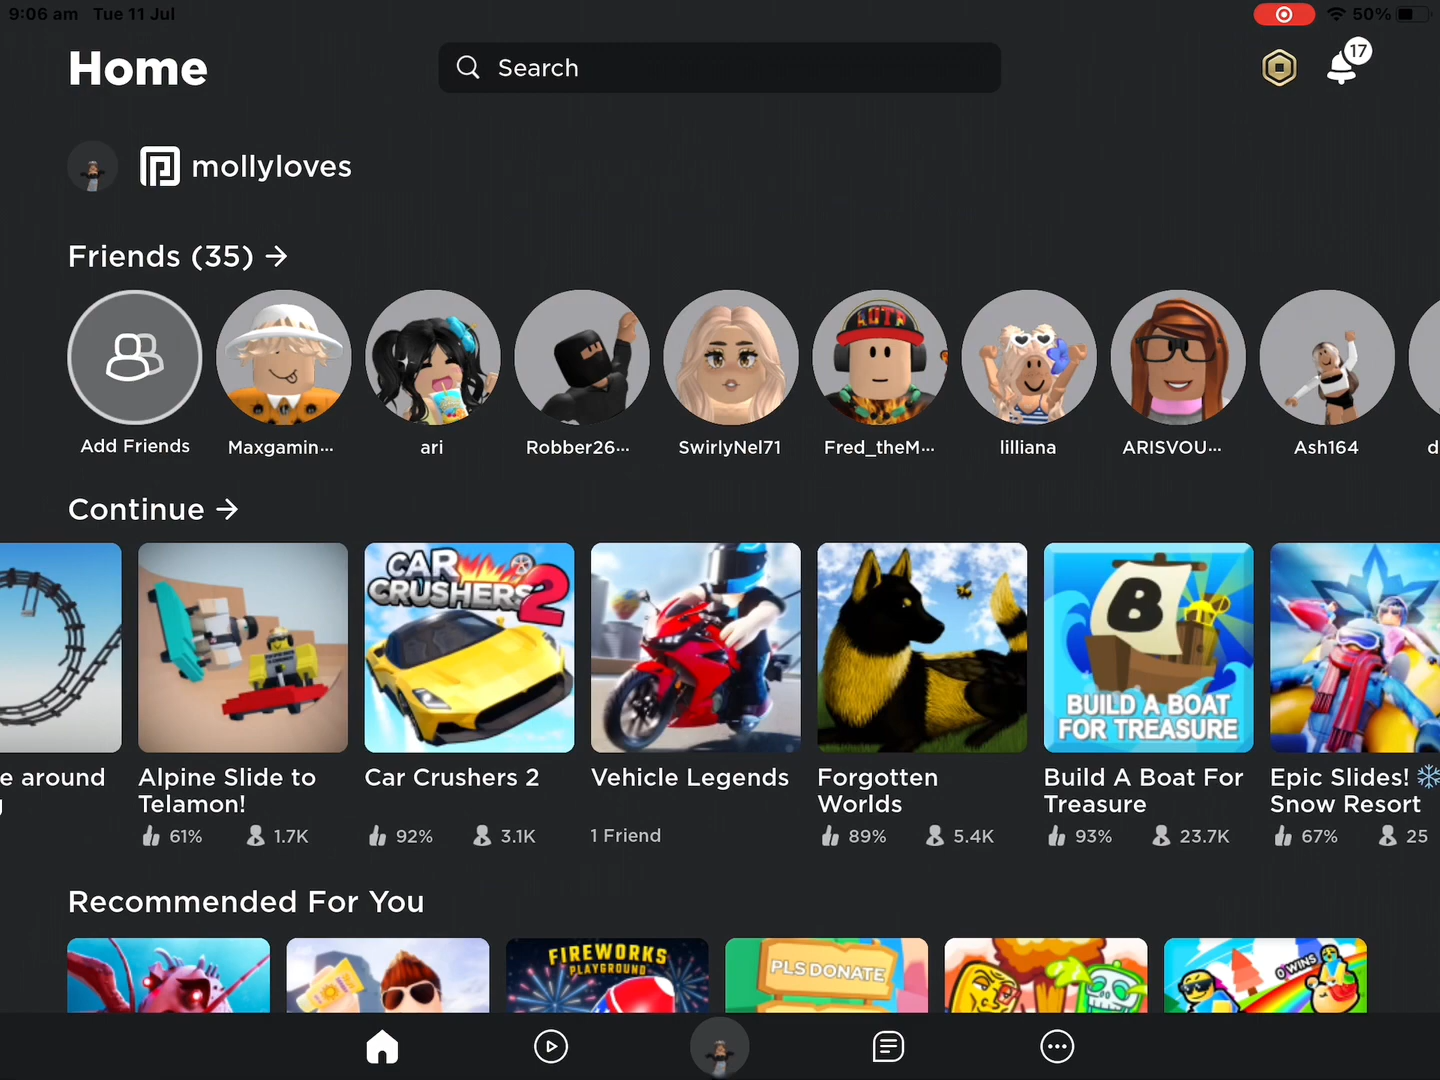 9:06 am Tue 11 Jul
50%
Home
Search
17
mollyloves
Friends (35)
Add Friends
Maxgamin...
ari
Robber26...
SwirlyNel71
Fred_theM...
lilliana
ARISVOU...
Ash164
d
Continue
CAR
CRUSHERS 2
B
BUILD A BOAT
FOR TREASURE
e around
Alpine Slide to
Telamon!
61% 1.7K
Car Crushers 2
92% 3.1K
Vehicle Legends
1 Friend
Forgotten
Worlds
89% 5.4K
Build A Boat For
Treasure
93% 23.7K
Epic Slides! ❄
Snow Resort
67% 25
Recommended For You
FIREWORKS
PLAYGROUND
PLS DONATE
0 WINS